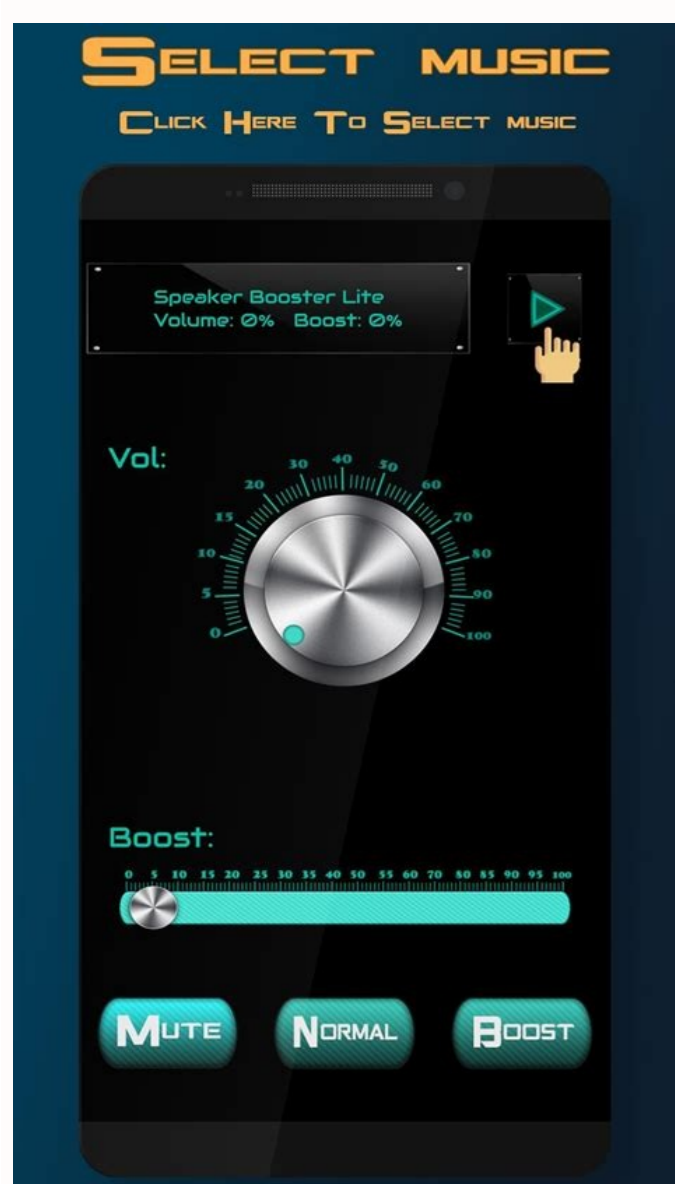 Select music
Click Here To Select music
Speaker Booster Lite
Volume: 0% Boost: 0%
Vol:
0 5 10 15 20 30 40 50 60 70 80 90 100
Boost:
0 5 10 15 20 25 30 35 40 50 55 60 70 80 85 90 95 100
Mute Normal Boost